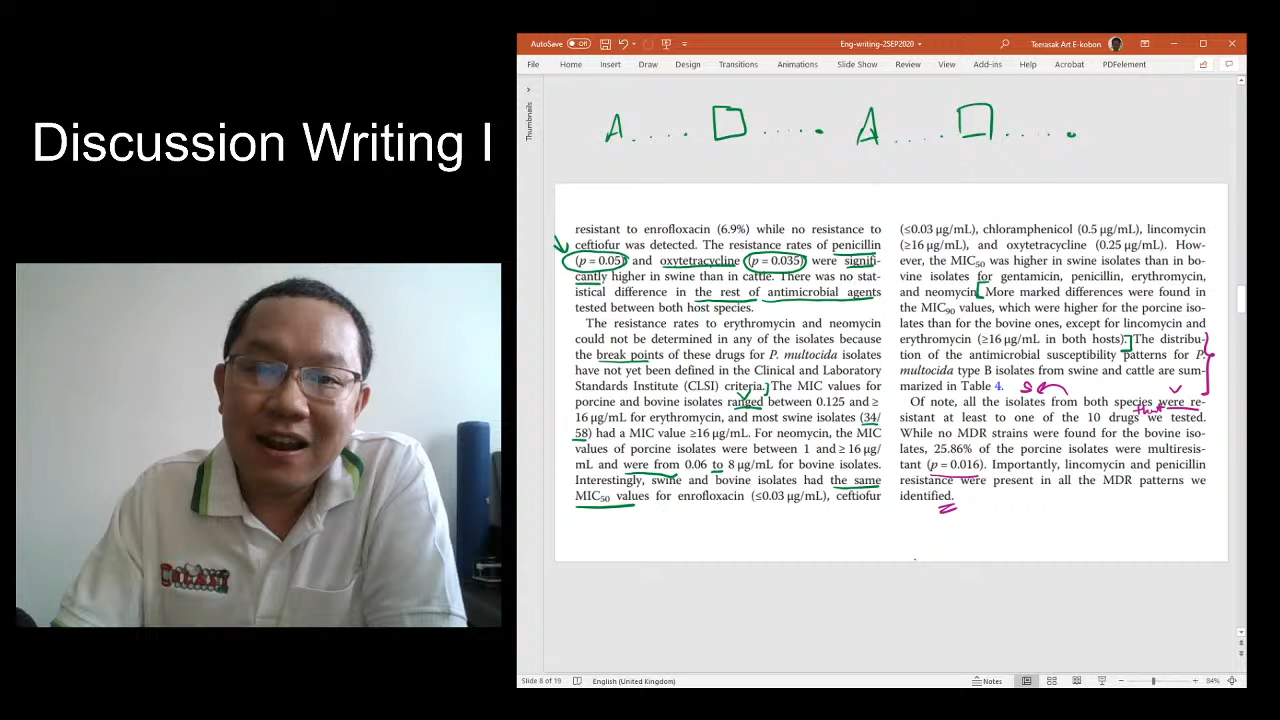 Discussion Writing I
AutoSave Off
Eng-writing-2SEP2020
Teerasak Art E-kobon
File Home Insert Draw Design Transitions Animations Slide Show Review View Add-ins Help Acrobat PDFelement
Thumbnails
A.... D ..... A .... .....
resistant to enrofloxacin (6.9%) while no resistance to
ceftiofur was detected. The resistance rates of penicillin
(p = 0.05) and oxytetracycline (p = 0.035) were signifi-
cantly higher in swine than in cattle. There was no stat-
istical difference in the rest of antimicrobial agents
tested between both host species.
The resistance rates to erythromycin and neomycin
could not be determined in any of the isolates because
the break points of these drugs for P. multocida isolates
have not yet been defined in the Clinical and Laboratory
Standards Institute (CLSI) criteria. The MIC values for
porcine and bovine isolates ranged between 0.125 and ≥
16 μg/mL for erythromycin, and most swine isolates (34/
58) had a MIC value ≥16 μg/mL. For neomycin, the MIC
values of porcine isolates were between 1 and ≥ 16 μg/
mL and were from 0.06 to 8 μg/mL for bovine isolates.
Interestingly, swine and bovine isolates had the same
MIC50 values for enrofloxacin (≤0.03 μg/mL), ceftiofur
(≤0.03 μg/mL), chloramphenicol (0.5 μg/mL), lincomycin
(≥16 μg/mL), and oxytetracycline (0.25 μg/mL). How-
ever, the MIC50 was higher in swine isolates than in bo-
vine isolates for gentamicin, penicillin, erythromycin,
and neomycin. More marked differences were found in
the MIC90 values, which were higher for the porcine iso-
lates than for the bovine ones, except for lincomycin and
erythromycin (≥16 μg/mL in both hosts). The distribu-
tion of the antimicrobial susceptibility patterns for P.
multocida type B isolates from swine and cattle are sum-
marized in Table 4.
S V
Of note, all the isolates from both species were re-
that
sistant at least to one of the 10 drugs we tested.
While no MDR strains were found for the bovine iso-
lates, 25.86% of the porcine isolates were multiresis-
tant (p = 0.016). Importantly, lincomycin and penicillin
resistance were present in all the MDR patterns we
identified.
Slide 8 of 19 English (United Kingdom) Notes 84%